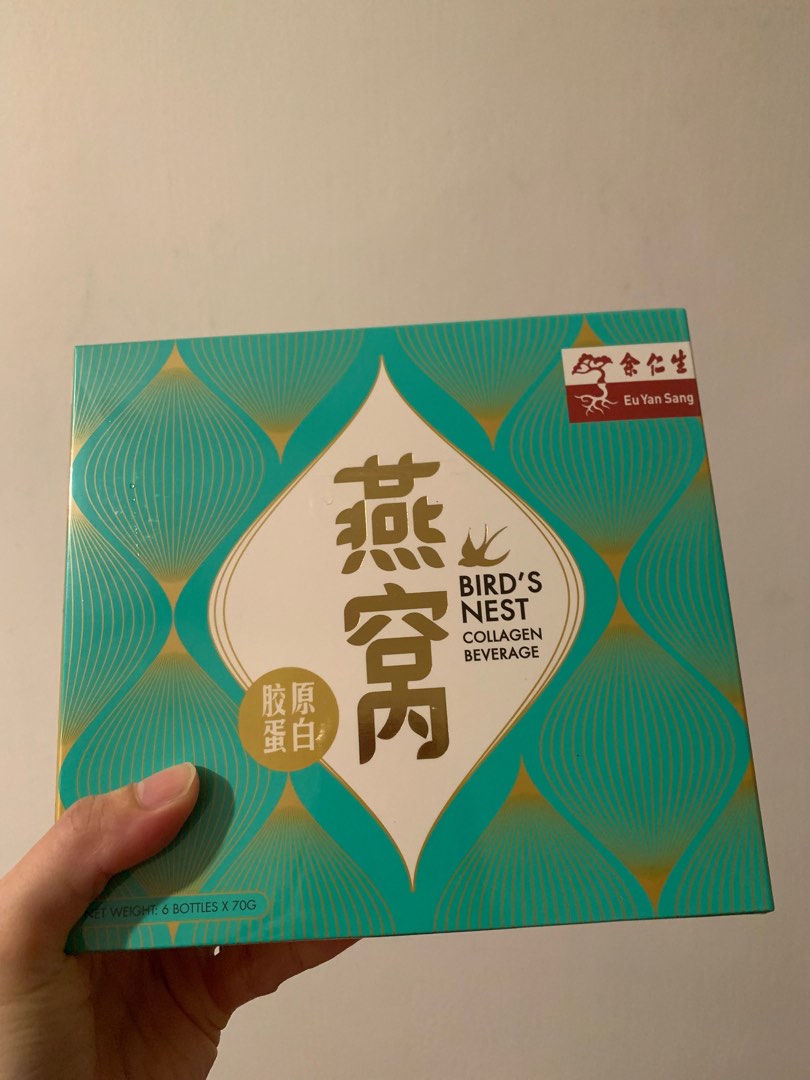 余仁生
Eu Yan Sang
燕窝
BIRD'S
NEST
COLLAGEN
BEVERAGE
胶原
蛋白
NET WEIGHT: 6 BOTTLES X 70G